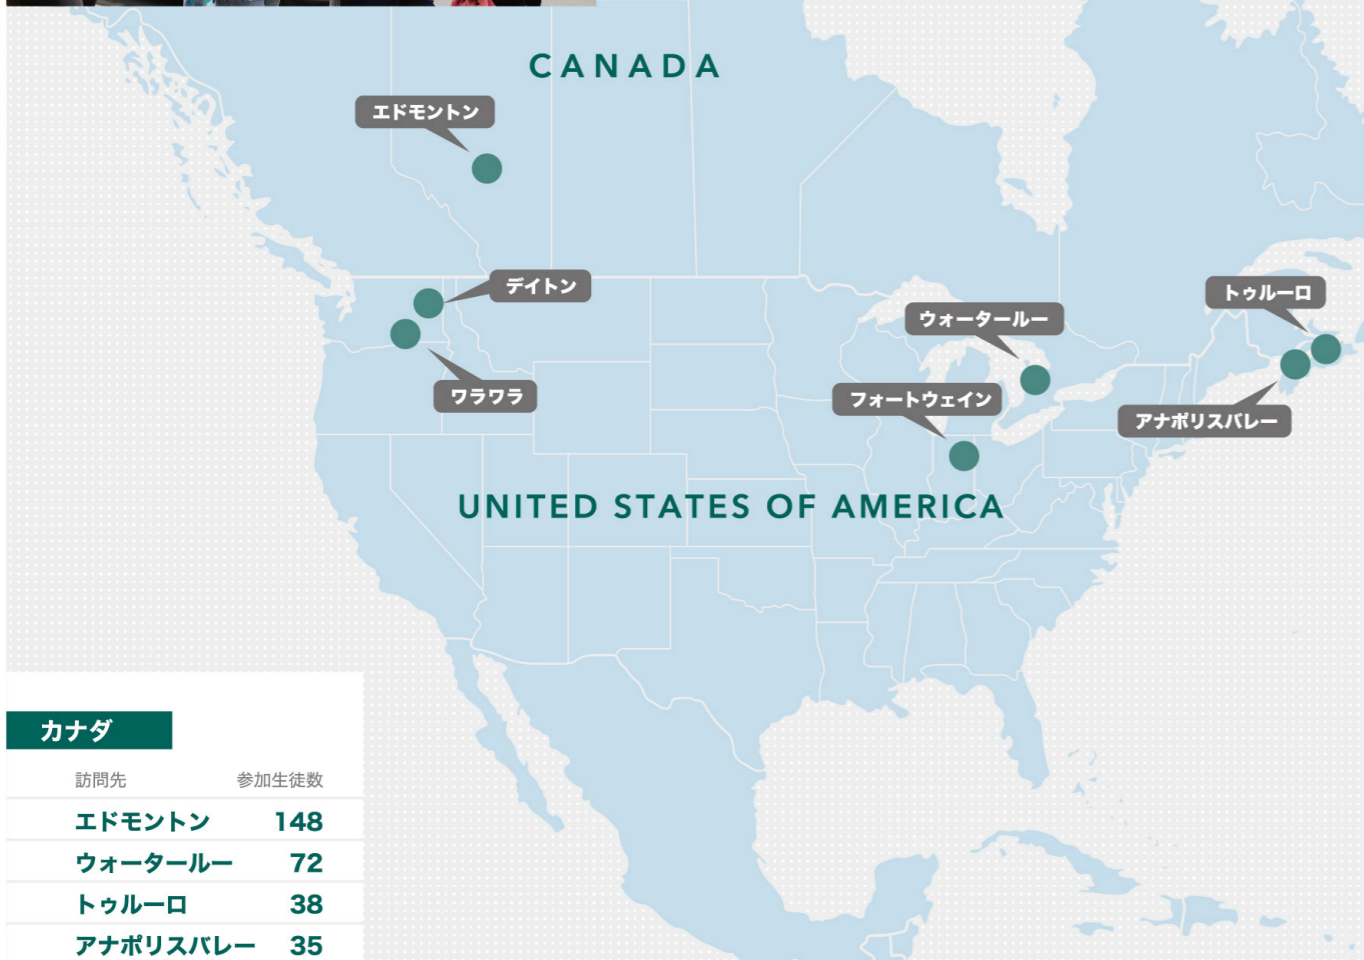 CANADA
エドモントン
デイトン
トゥルーロ
ウォータールー
ワラワラ
フォートウェイン
アナポリスバレー
UNITED STATES OF AMERICA
カナダ
訪問先 参加生徒数
エドモントン 148
ウォータールー 72
トゥルーロ 38
アナポリスバレー 35